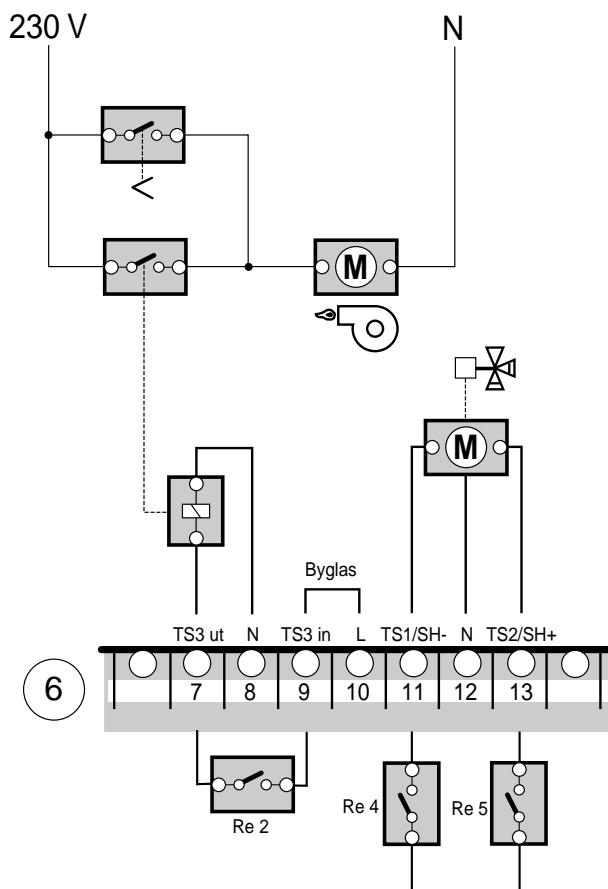 230 V N
M
M
Byglas
TS3 ut N TS3 in L TS1/SH- N TS2/SH+
6
7 8 9 10 11 12 13
Re 2
Re 4
Re 5